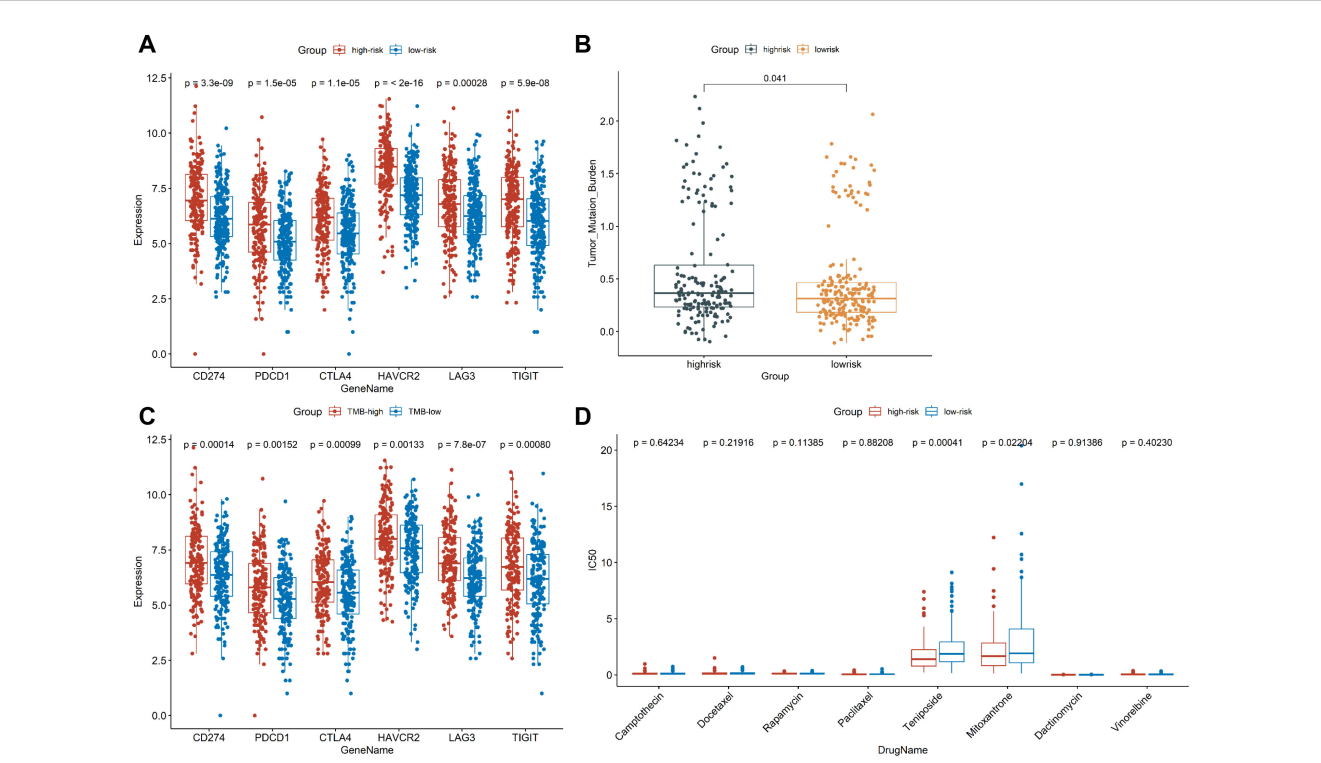 A
Group high-risk low-risk
p = 3.3e-09 p = 1.5e-05 p = 1.1e-05 p = < 2e-16 p = 0.00028 p = 5.9e-08
12.5
10.0
7.5
5.0
2.5
0.0
Expression
CD274 PDCD1 CTLA4 HAVCR2 LAG3 TIGIT
GeneName
B
Group highrisk lowrisk
0.041
2.0
1.5
1.0
0.5
0.0
Tumor_Mutaion_Burden
highrisk lowrisk
Group
C
Group TMB-high TMB-low
p = 0.00014 p = 0.00152 p = 0.00099 p = 0.00133 p = 7.8e-07 p = 0.00080
12.5
10.0
7.5
5.0
2.5
0.0
Expression
CD274 PDCD1 CTLA4 HAVCR2 LAG3 TIGIT
GeneName
D
Group high-risk low-risk
p = 0.64234 p = 0.21916 p = 0.11385 p = 0.88208 p = 0.00041 p = 0.02204 p = 0.91386 p = 0.40230
20
15
10
5
0
IC50
Camptothecin Docetaxel Rapamycin Paclitaxel Teniposide Mitoxantrone Dactinomycin Vinorelbine
DrugName